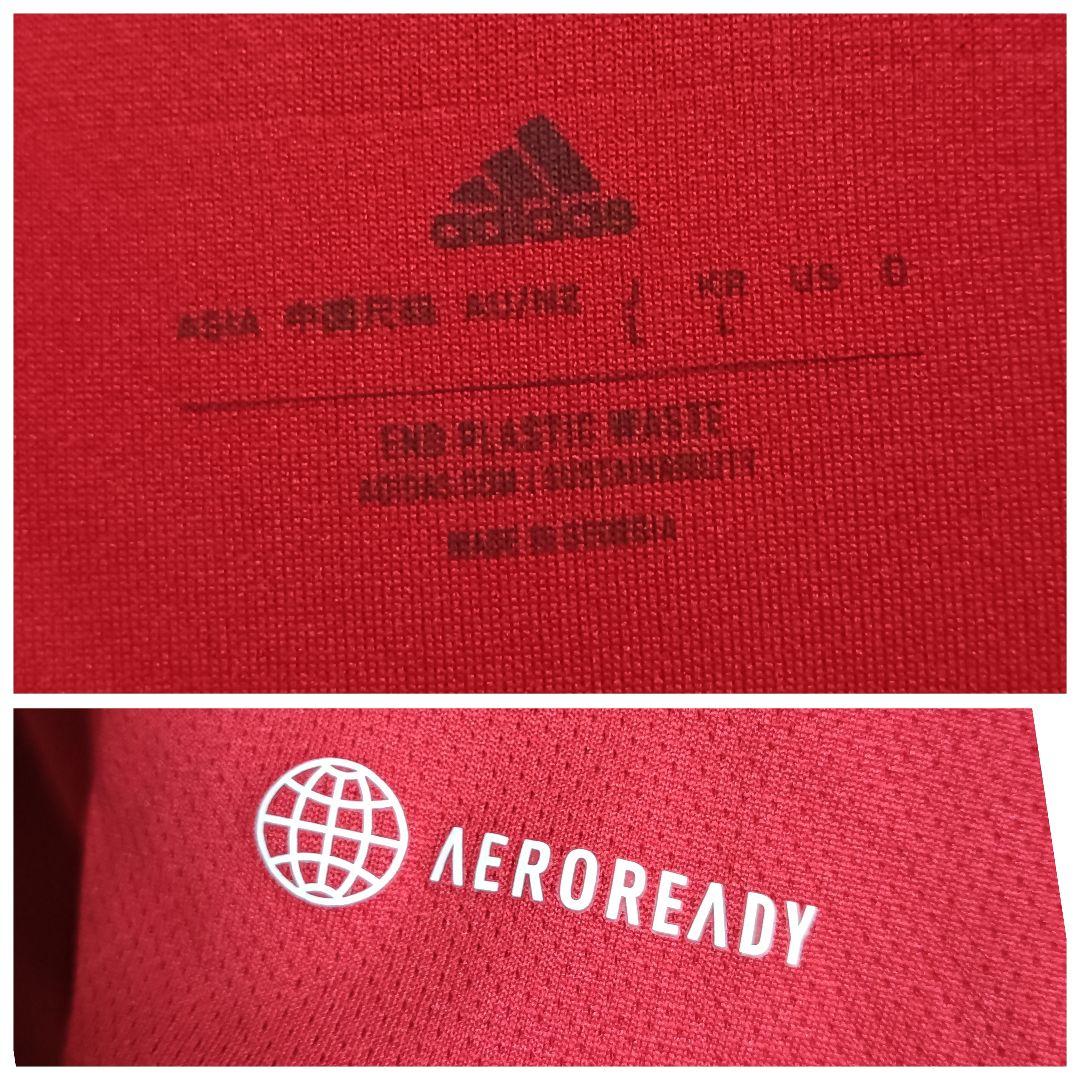 adidas
ASIA 中国尺码 AU/NZ J KR US D
L L
END PLASTIC WASTE
ADIDAS.COM/SUSTAINABILITY
MADE IN GEORGIA
AEROREADY